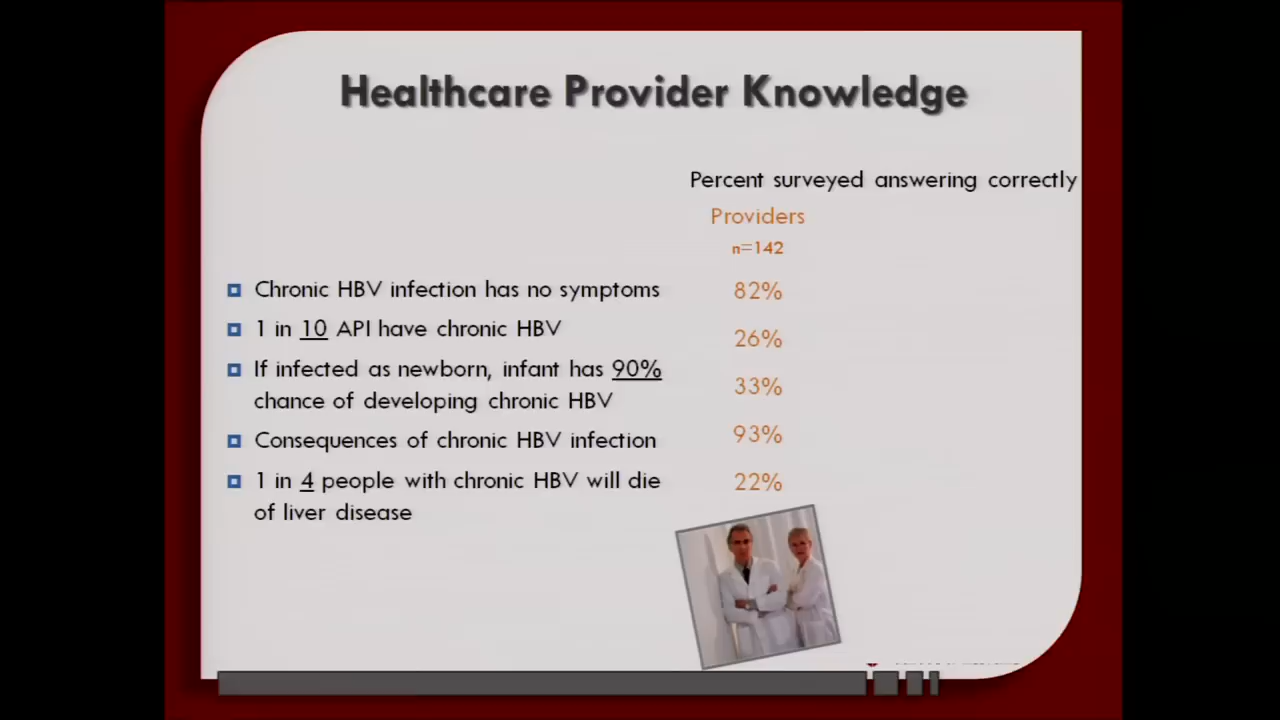 Healthcare Provider Knowledge
Percent surveyed answering correctly
Providers
n=142
Chronic HBV infection has no symptoms 82%
1 in 10 API have chronic HBV 26%
If infected as newborn, infant has 90%
chance of developing chronic HBV 33%
Consequences of chronic HBV infection 93%
1 in 4 people with chronic HBV will die 22%
of liver disease